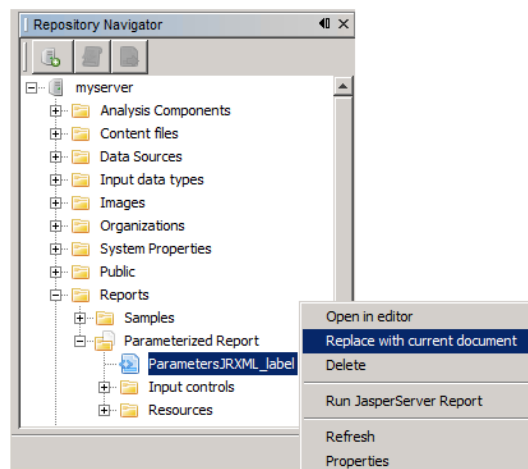 Repository Navigator
myserver
Analysis Components
Content files
Data Sources
Input data types
Images
Organizations
System Properties
Public
Reports
Samples
Parameterized Report
ParametersJRXML_label
Input controls
Resources
Open in editor
Replace with current document
Delete
Run JasperServer Report
Refresh
Properties